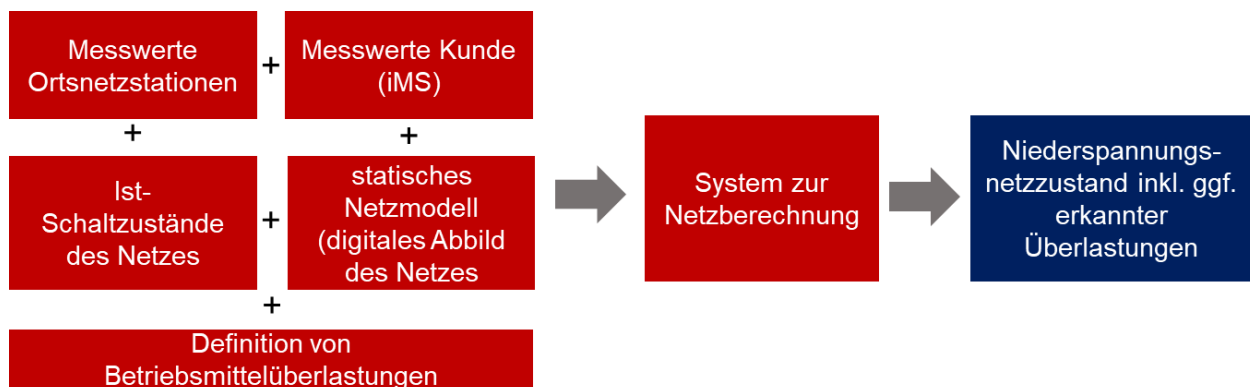 Messwerte
Ortsnetzstationen
+
Messwerte Kunde
(iMS)
+
+
Ist-
Schaltzustände
des Netzes
+
statisches
Netzmodell
(digitales Abbild
des Netzes
+
Definition von
Betriebsmittelüberlastungen
System zur
Netzberechnung
Niederspannungs-
netzzustand inkl. ggf.
erkannter
Überlastungen